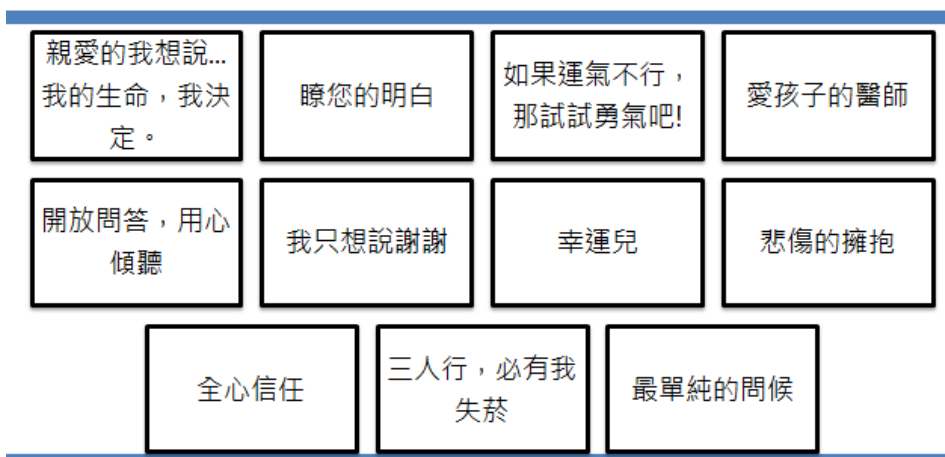 親愛的我想說...
我的生命，我決
定。
瞭您的明白
如果運氣不行，
那試試勇氣吧!
愛孩子的醫師
開放問答，用心
傾聽
我只想說謝謝
幸運兒
悲傷的擁抱
全心信任
三人行，必有我
失菸
最單純的問候